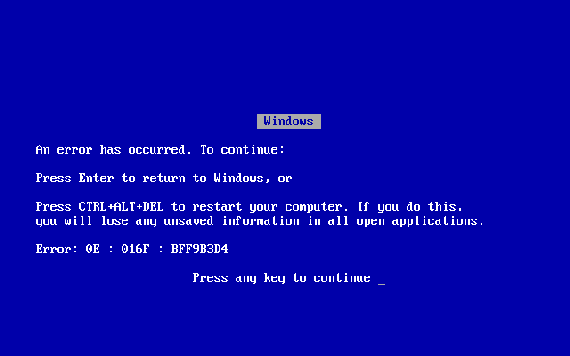 Windows
An error has occurred. To continue:
Press Enter to return to Windows, or
Press CTRL+ALT+DEL to restart your computer. If you do this,
you will lose any unsaved information in all open applications.
Error: 0E : 016F : BFF9B3D4
Press any key to continue _